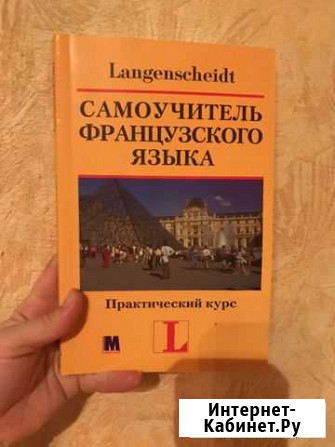 Langenscheidt
САМОУЧИТЕЛЬ
ФРАНЦУЗСКОГО
ЯЗЫКА
Практический курс
М
L
Интернет-
Кабинет.Ру